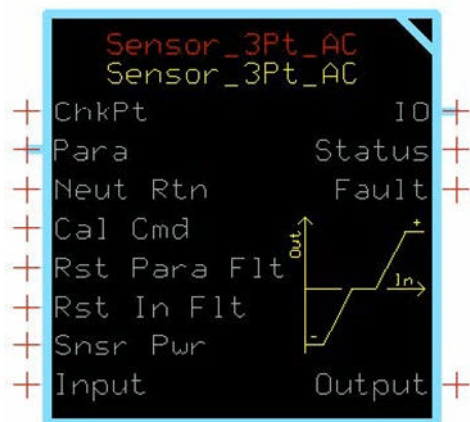 Sensor_3Pt_AC
Sensor_3Pt_AC
ChkPt IO
Para Status
Neut Rtn Fault
Cal Cmd
Rst Para Flt
Rst In Flt
Snsr Pwr
Input Output
Out
+
In
-